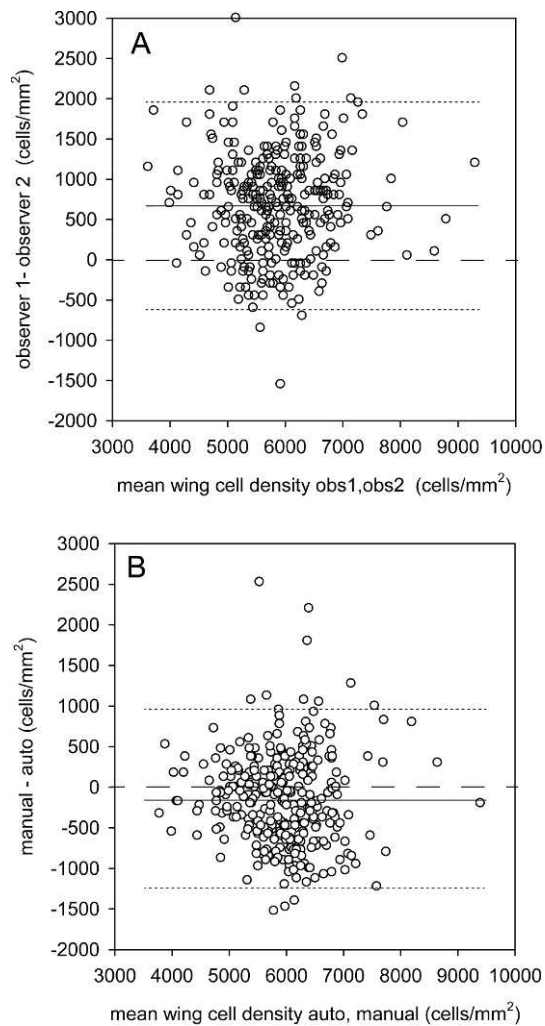 A
3000
2500
2000
1500
1000
500
0
-500
-1000
-1500
-2000
observer 1- observer 2 (cells/mm²)
3000 4000 5000 6000 7000 8000 9000 10000
mean wing cell density obs1,obs2 (cells/mm²)
B
3000
2500
2000
1500
1000
500
0
-500
-1000
-1500
-2000
manual - auto (cells/mm²)
3000 4000 5000 6000 7000 8000 9000 10000
mean wing cell density auto, manual (cells/mm²)